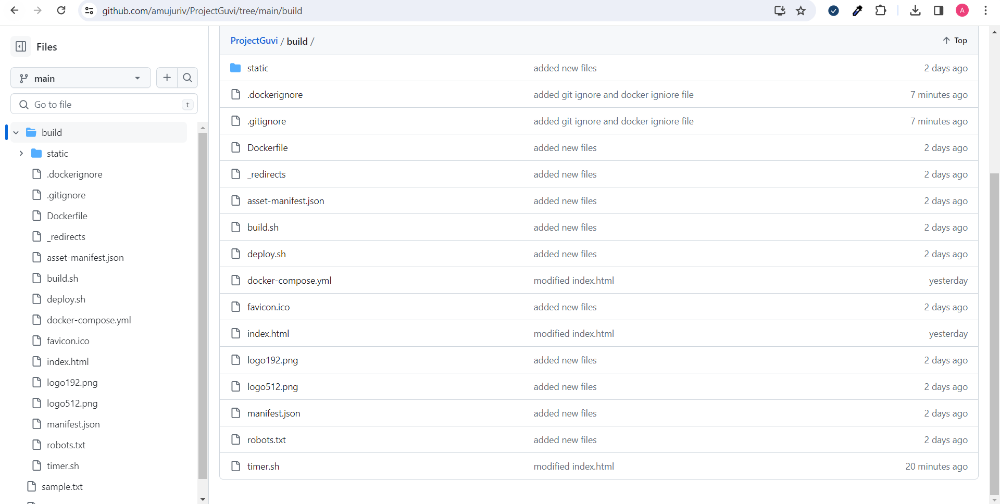 github.com/amujuriv/ProjectGuvi/tree/main/build
A
Files
main
Go to file
t
build
static
.dockerignore
.gitignore
Dockerfile
_redirects
asset-manifest.json
build.sh
deploy.sh
docker-compose.yml
favicon.ico
index.html
logo192.png
logo512.png
manifest.json
robots.txt
timer.sh
sample.txt
ProjectGuvi / build /
Top
static added new files 2 days ago
.dockerignore added git ignore and docker igniore file 7 minutes ago
.gitignore added git ignore and docker igniore file 7 minutes ago
Dockerfile added new files 2 days ago
_redirects added new files 2 days ago
asset-manifest.json added new files 2 days ago
build.sh added new files 2 days ago
deploy.sh added new files 2 days ago
docker-compose.yml modified index.html yesterday
favicon.ico added new files 2 days ago
index.html modified index.html yesterday
logo192.png added new files 2 days ago
logo512.png added new files 2 days ago
manifest.json added new files 2 days ago
robots.txt added new files 2 days ago
timer.sh modified index.html 20 minutes ago